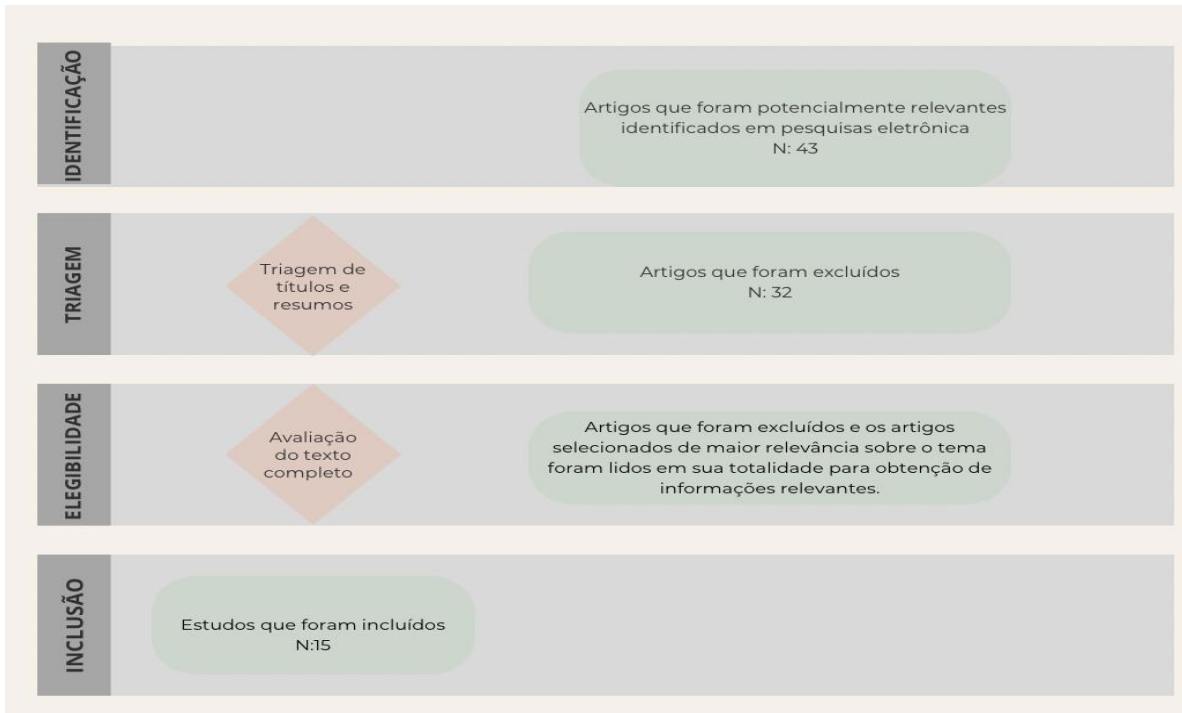 IDENTIFICAÇÃO
Artigos que foram potencialmente relevantes
identificados em pesquisas eletrônica
N: 43
TRIAGEM
Triagem de
títulos e
resumos
Artigos que foram excluídos
N: 32
ELEGIBILIDADE
Avaliação
do texto
completo
Artigos que foram excluídos e os artigos
selecionados de maior relevância sobre o tema
foram lidos em sua totalidade para obtenção de
informações relevantes.
INCLUSÃO
Estudos que foram incluídos
N:15